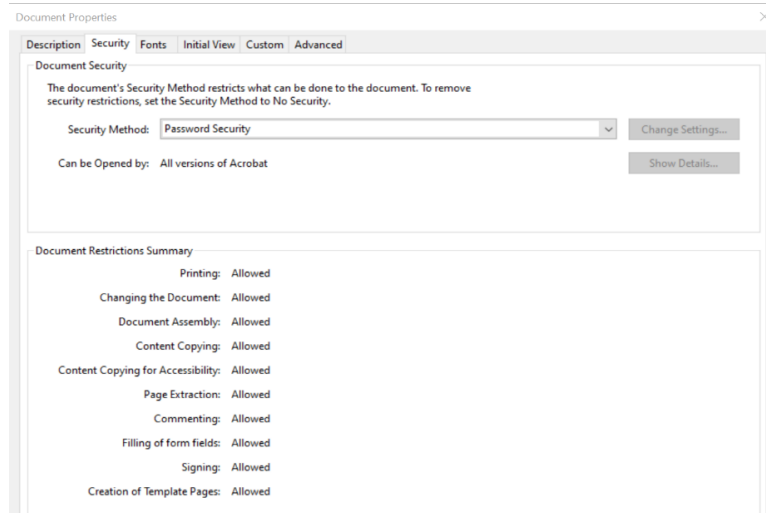 Document Properties
Description Security Fonts Initial View Custom Advanced
Document Security
The document's Security Method restricts what can be done to the document. To remove
security restrictions, set the Security Method to No Security.
Security Method: Password Security Change Settings...
Can be Opened by: All versions of Acrobat Show Details...
Document Restrictions Summary
Printing: Allowed
Changing the Document: Allowed
Document Assembly: Allowed
Content Copying: Allowed
Content Copying for Accessibility: Allowed
Page Extraction: Allowed
Commenting: Allowed
Filling of form fields: Allowed
Signing: Allowed
Creation of Template Pages: Allowed